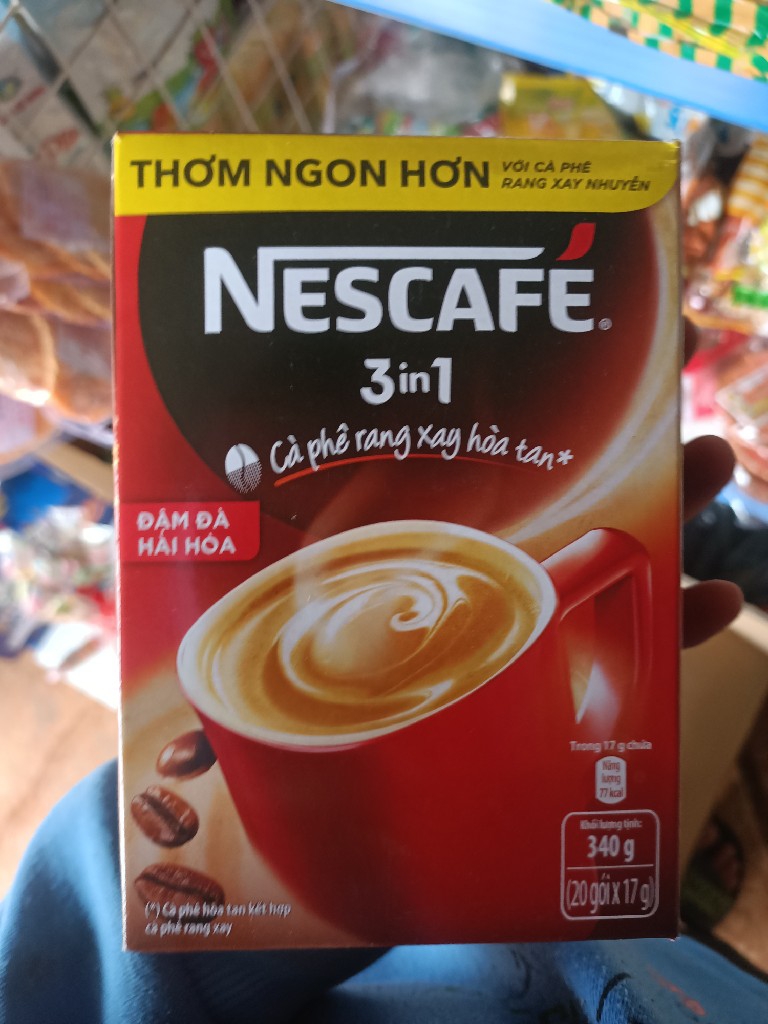 THƠM NGON HƠN
VỚI CÀ PHÊ
RANG XAY NHUYỄN
NESCAFÉ®
3in1
Cà phê rang xay hòa tan*
ĐẬM ĐÀ
HÀI HÒA
Trong 17 g chứa
Năng
lượng
77 kcal
Khối lượng tịnh:
340 g
(20 gói x 17 g)
(*) Cà phê hòa tan kết hợp
cà phê rang xay